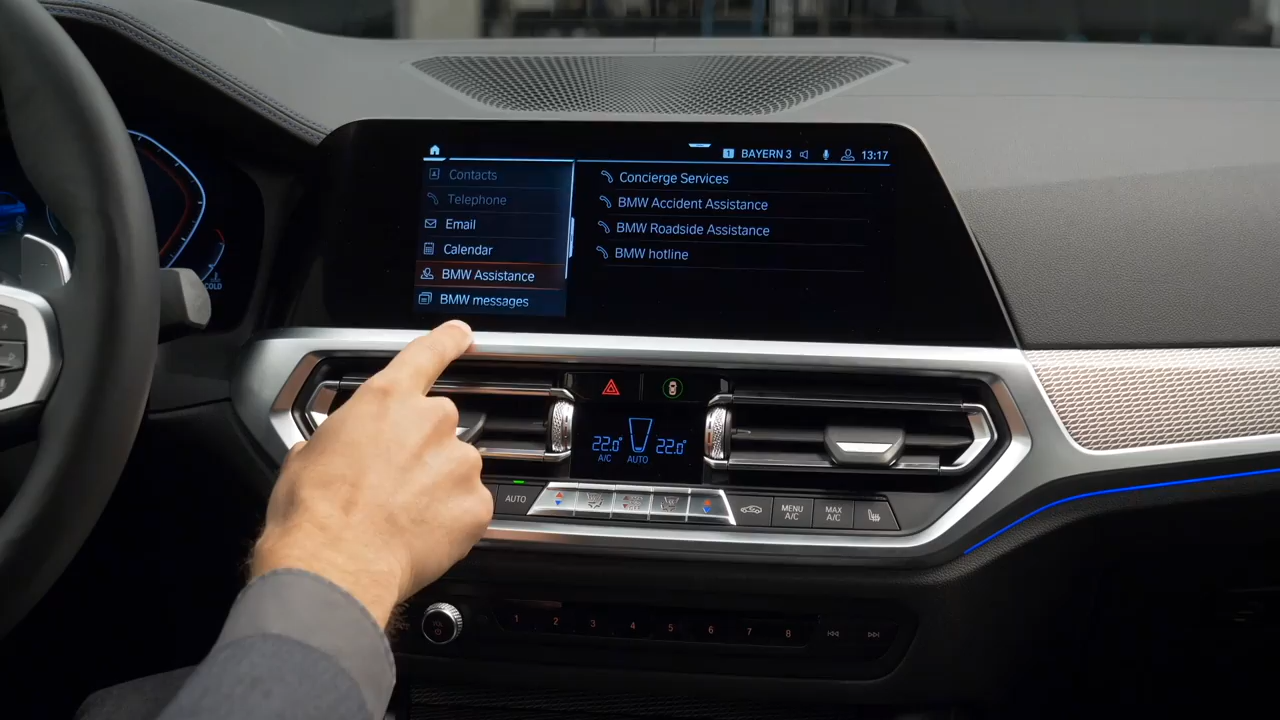 1 BAYERN 3 13:17
Contacts
Telephone
Email
Calendar
BMW Assistance
BMW messages
Concierge Services
BMW Accident Assistance
BMW Roadside Assistance
BMW hotline
COLD
22.0° 22.0°
A/C AUTO
AUTO
MENU A/C
MAX A/C
1 2 3 4 5 6 7 8